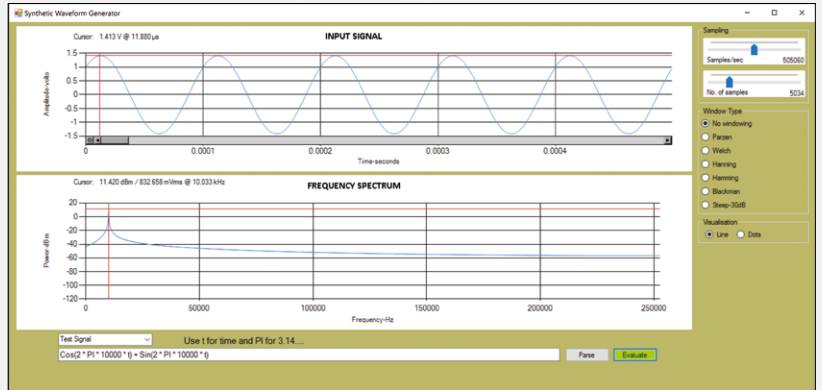 Synthetic Waveform Generator
Cursor: 1.413 V @ 11.880 µs
INPUT SIGNAL
1.5
1
0.5
0
-0.5
-1
-1.5
Amplitude-volts
0
0.0001
0.0002
0.0003
0.0004
Time-seconds
Cursor: 11.420 dBm / 832.658 mVrms @ 10.033 kHz
FREQUENCY SPECTRUM
20
0
-20
-40
-60
-80
-100
-120
Power-dBm
0
50000
100000
150000
200000
250000
Frequency-Hz
Test Signal
Use t for time and PI for 3.14....
Cos(2 * PI * 10000 * t) + Sin(2 * PI * 10000 * t)
Parse
Evaluate
Sampling
Samples/sec 505060
No. of samples 5034
Window Type
No windowing
Parzen
Welch
Hanning
Hamming
Blackman
Steep-30dB
Visualisation
Line Dots